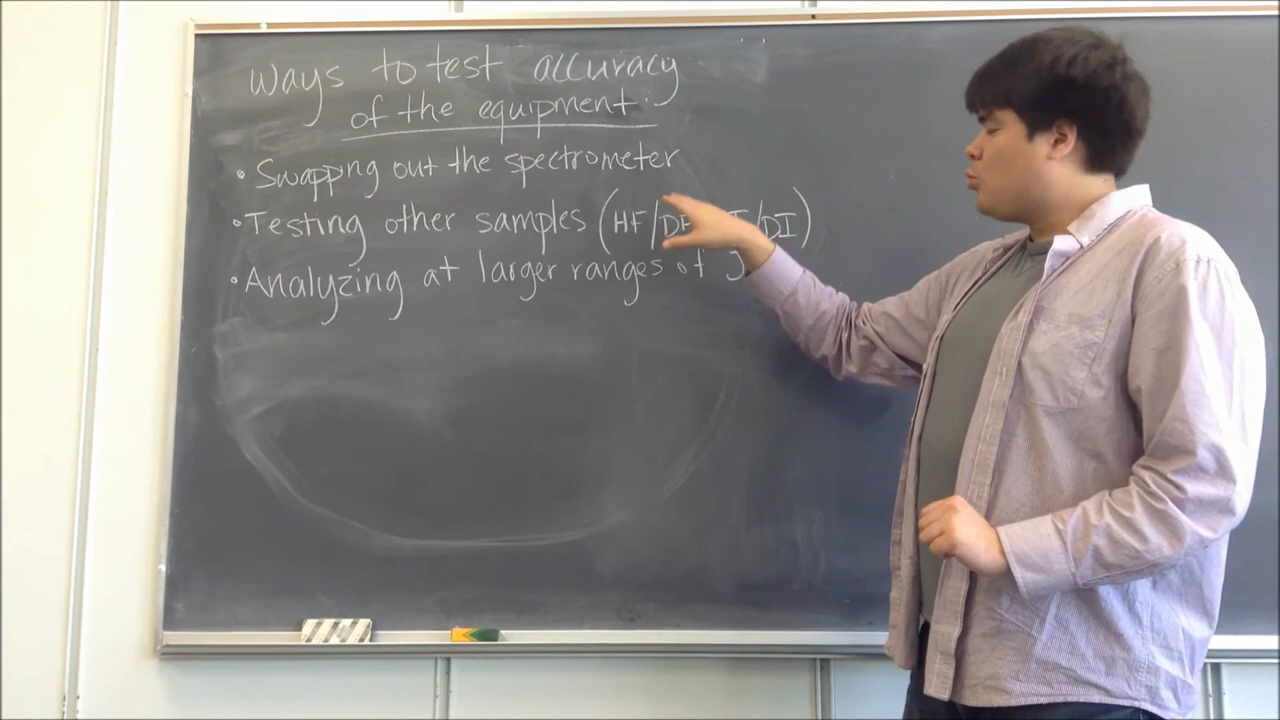 Ways to test accuracy
of the equipment:
• Swapping out the spectrometer
• Testing other samples (HF/DF /DI)
• Analyzing at larger ranges of J